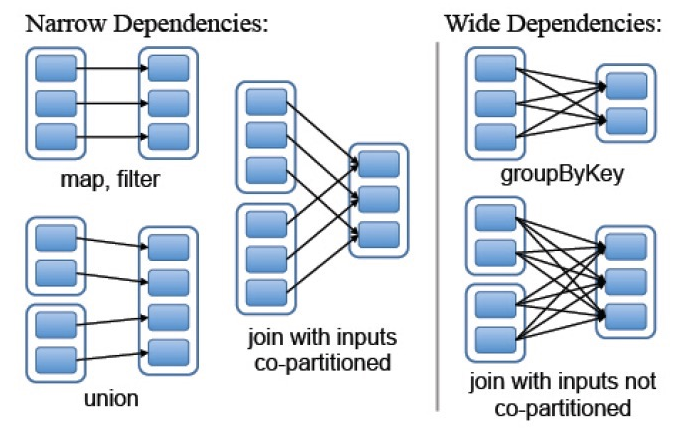 Narrow Dependencies:
map, filter
union
join with inputs
co-partitioned
Wide Dependencies:
groupByKey
join with inputs not
co-partitioned